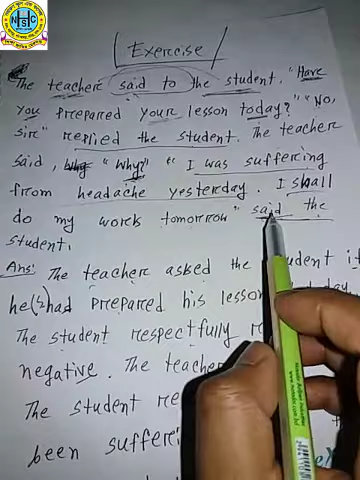 Exercise
The teacher said to the student. "Have
you prepared your lesson today?" "No,
sir" replied the student. The teacher
said, "Why?" "I was suffering
from headache yesterday. I shall
do my work tomorrow" said the
student.
Ans: The teacher asked the student if
he(s) had prepared his lesson
The student respectfully
negative. The teacher
The student
been